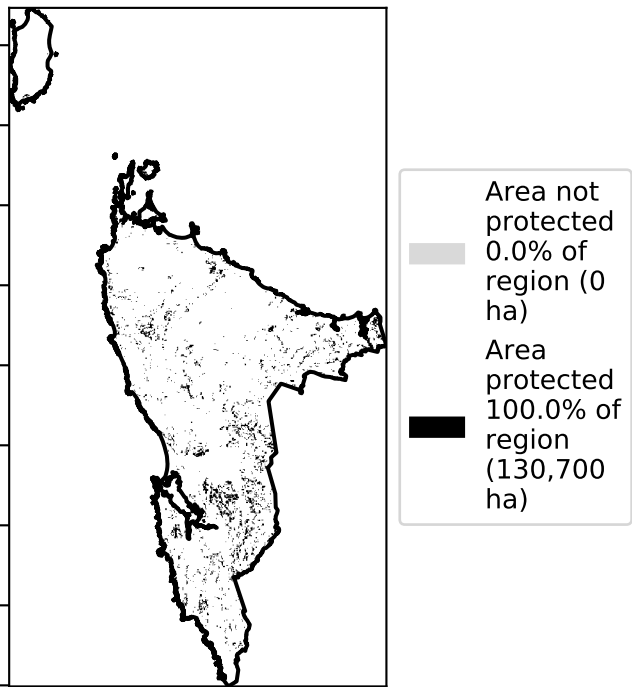 Area not
protected
0.0% of
region (0
ha)
Area
protected
100.0% of
region
(130,700
ha)